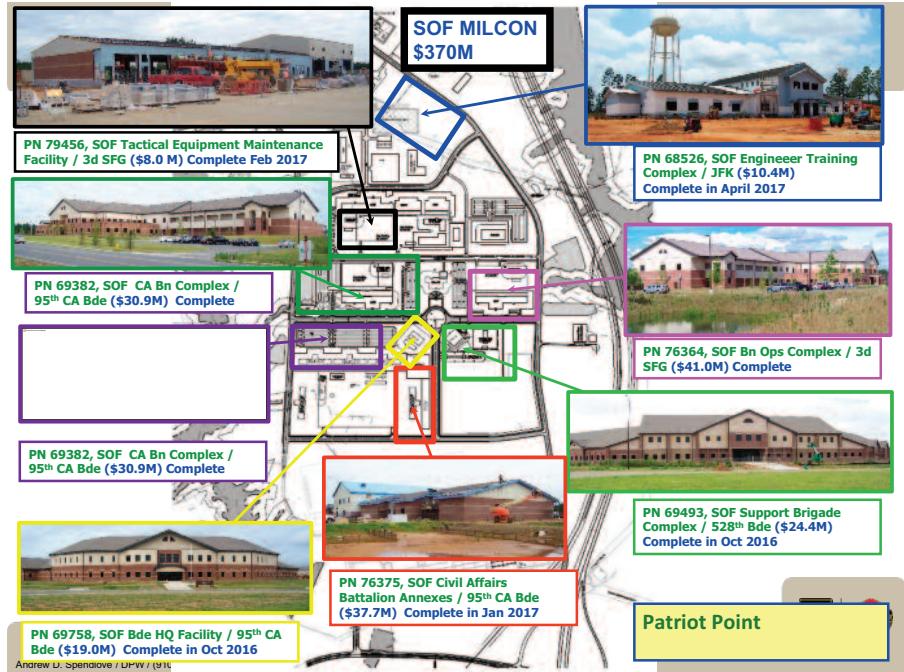 SOF MILCON
$370M
PN 79456, SOF Tactical Equipment Maintenance
Facility / 3d SFG ($8.0 M) Complete Feb 2017
PN 68526, SOF Engineeer Training
Complex / JFK ($10.4M)
Complete in April 2017
PN 69382, SOF  CA Bn Complex /
95th CA Bde ($30.9M)  Complete
PN 76364, SOF Bn Ops Complex / 3d
SFG ($41.0M) Complete
PN 69382, SOF  CA Bn Complex /
95th CA Bde ($30.9M) Complete
PN 69493, SOF Support Brigade
Complex / 528th Bde ($24.4M)
Complete in Oct 2016
PN 76375, SOF Civil Affairs
Battalion Annexes / 95th CA Bde
($37.7M)  Complete in Jan 2017
PN 69758, SOF Bde HQ Facility / 95th CA
Bde ($19.0M) Complete in Oct 2016
Patriot Point
Andrew D. Spendlove / DPW / (910